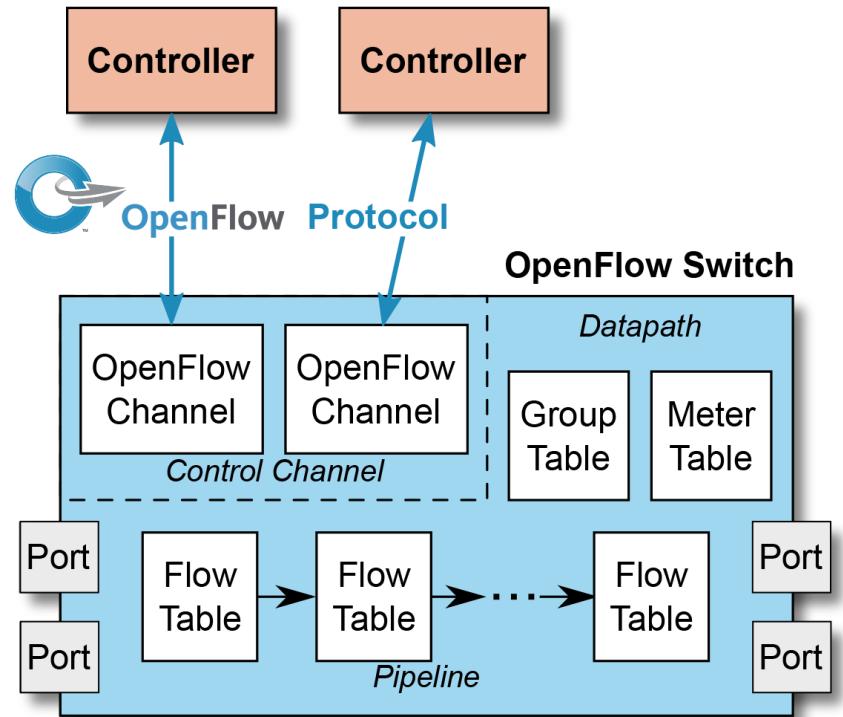 Controller
Controller
OpenFlow
™
Protocol
OpenFlow Switch
Datapath
OpenFlow
Channel
OpenFlow
Channel
Control Channel
Group
Table
Meter
Table
Port
Port
Flow
Table
Flow
Table
...
Flow
Table
Port
Port
Pipeline